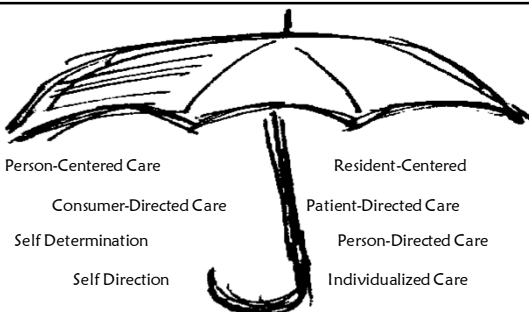 Person-Centered Care
Resident-Centered
Consumer-Directed Care
Patient-Directed Care
Self Determination
Person-Directed Care
Self Direction
Individualized Care